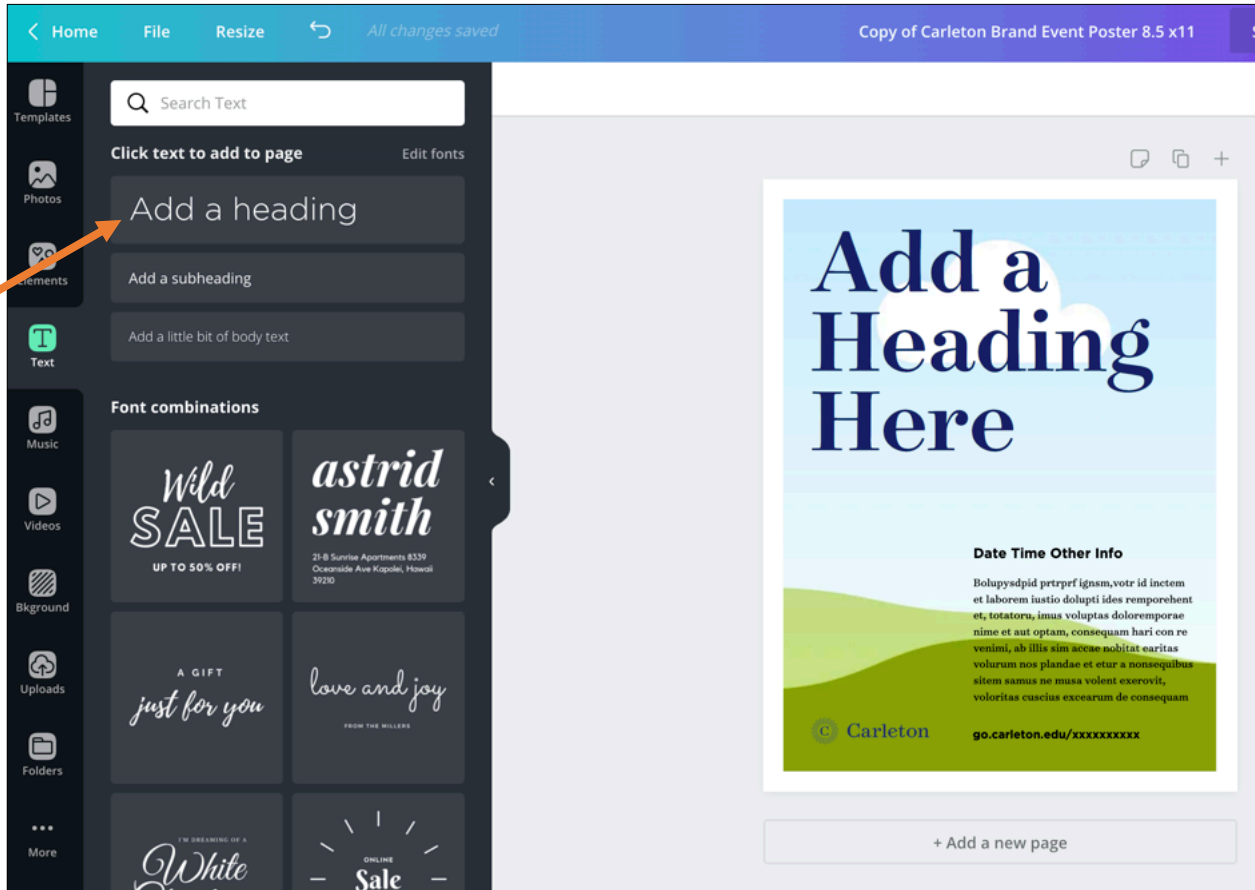 Home File Resize All changes saved Copy of Carleton Brand Event Poster 8.5 x11
Templates
Photos
Elements
Text
Music
Videos
Bkground
Uploads
Folders
More
Search Text
Click text to add to page Edit fonts
Add a heading
Add a subheading
Add a little bit of body text
Font combinations
Wild
SALE
UP TO 50% OFF!
astrid
smith
21-B Sunrise Apartments 8339
Oceanside Ave Kapolei, Hawaii
39210
A GIFT
just for you
love and joy
FROM THE MILLERS
I'M DREAMING OF A
White
ONLINE
Sale
Add a
Heading
Here
Date Time Other Info
Bolupysdpid prtrprf ignsm,votr id inctem
et laborem iustio dolupti ides remporehent
et, totatoru, imus voluptas doloremporae
nime et aut optam, consequam hari con re
venimi, ab illis sim accae nobitat earitas
volurum nos plandae et etur a nonsequibus
sitem samus ne musa volent exerovit,
voloritas cuscius excearum de consequam
C Carleton
go.carleton.edu/xxxxxxxxxx
+ Add a new page